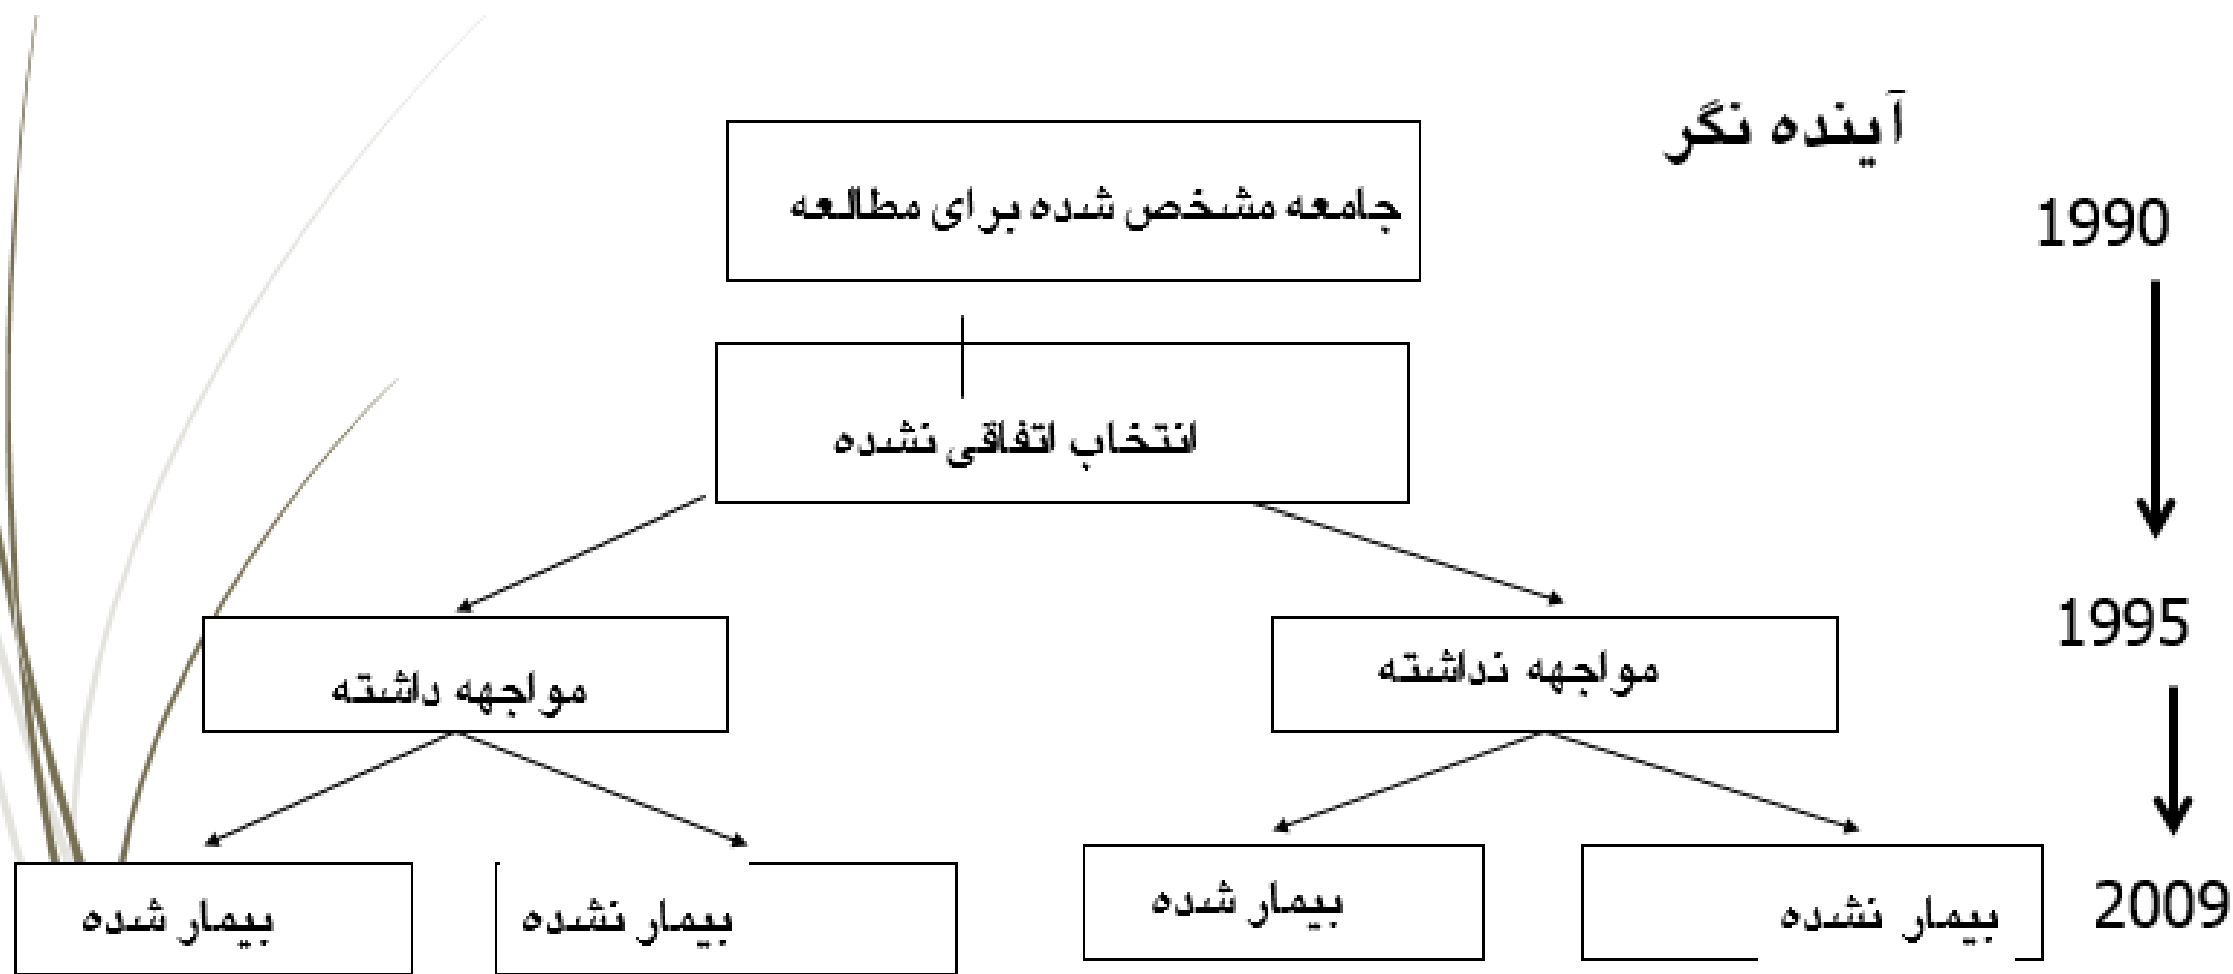 آینده نگر
1990
جامعه مشخص شده برای مطالعه
انتخاب اتفاقی نشده
1995
مواجهه نداشته
مواجهه داشته
2009
بیمار نشده
بیمار شده
بیمار نشده
بیمار شده